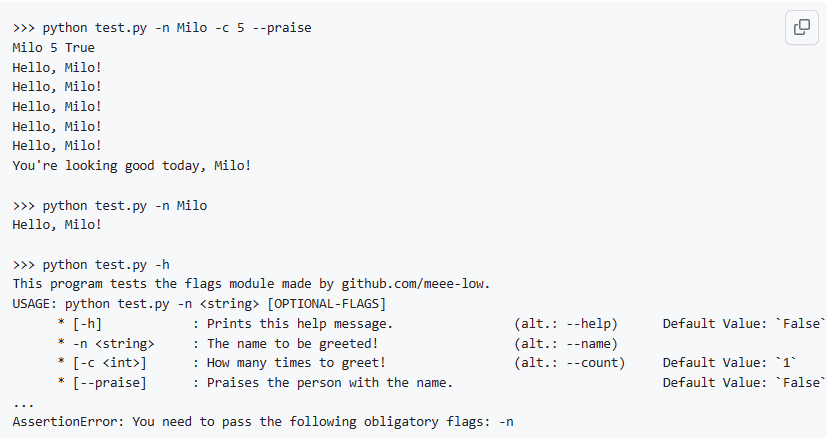 >>> python test.py -n Milo -c 5 --praise
Milo 5 True
Hello, Milo!
Hello, Milo!
Hello, Milo!
Hello, Milo!
Hello, Milo!
You're looking good today, Milo!

>>> python test.py -n Milo
Hello, Milo!

>>> python test.py -h
This program tests the flags module made by github.com/meee-low.
USAGE: python test.py -n <string> [OPTIONAL-FLAGS]
      * [-h]            : Prints this help message.                (alt.: --help)      Default Value: `False`
      * -n <string>     : The name to be greeted!                  (alt.: --name)
      * [-c <int>]      : How many times to greet!                 (alt.: --count)     Default Value: `1`
      * [--praise]      : Praises the person with the name.                            Default Value: `False`
...
AssertionError: You need to pass the following obligatory flags: -n